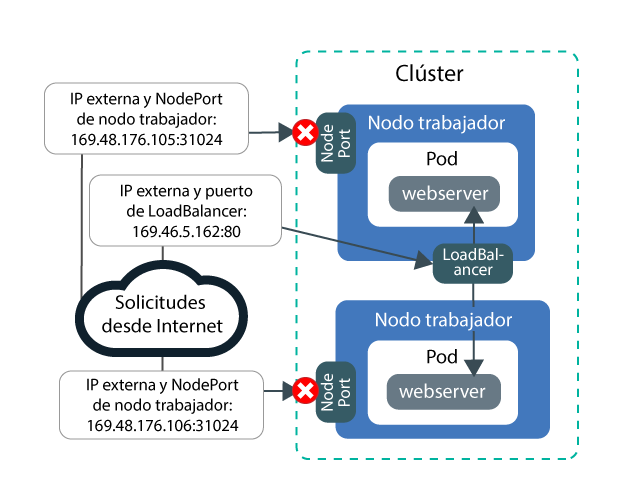 Clúster
IP externa y NodePort
de nodo trabajador:
169.48.176.105:31024
Node
Port
Nodo trabajador
Pod
webserver
IP externa y puerto
de LoadBalancer:
169.46.5.162:80
LoadBal-
ancer
Solicitudes
desde Internet
Nodo trabajador
Pod
webserver
Node
Port
IP externa y NodePort
de nodo trabajador:
169.48.176.106:31024